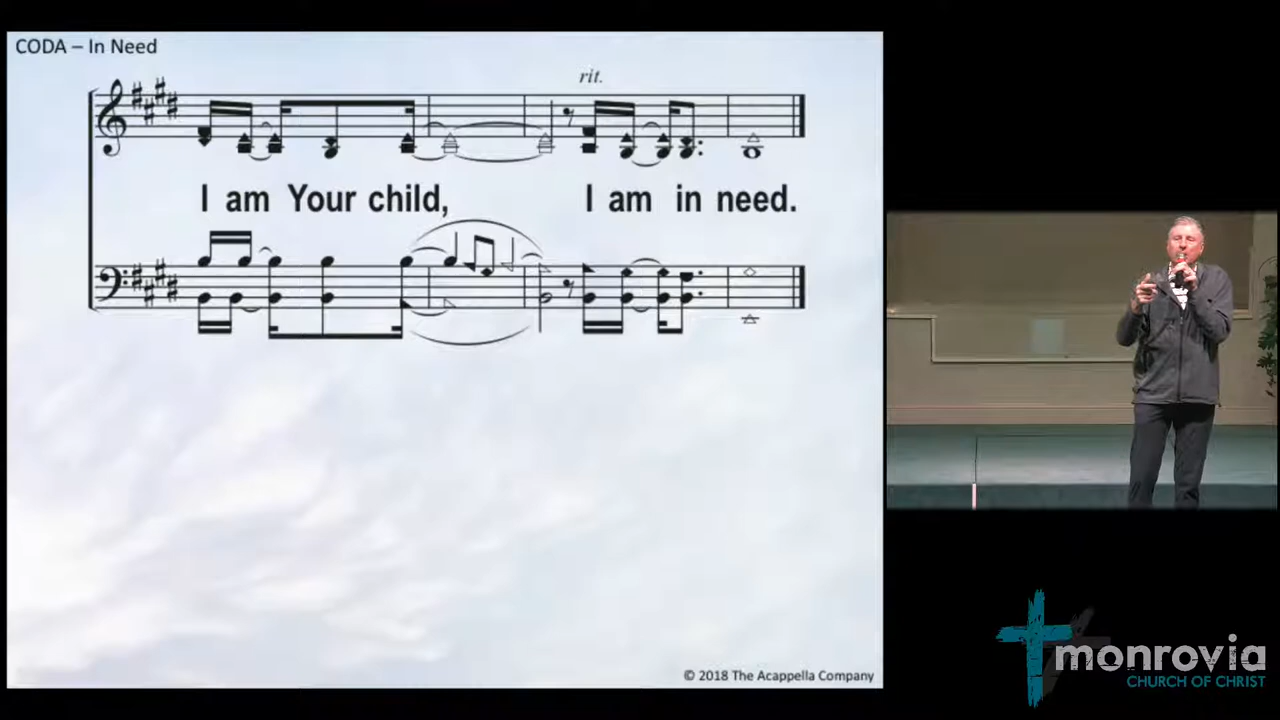 CODA – In Need
rit.
I am Your child, I am in need.
© 2018 The Acappella Company
monrovia
CHURCH OF CHRIST